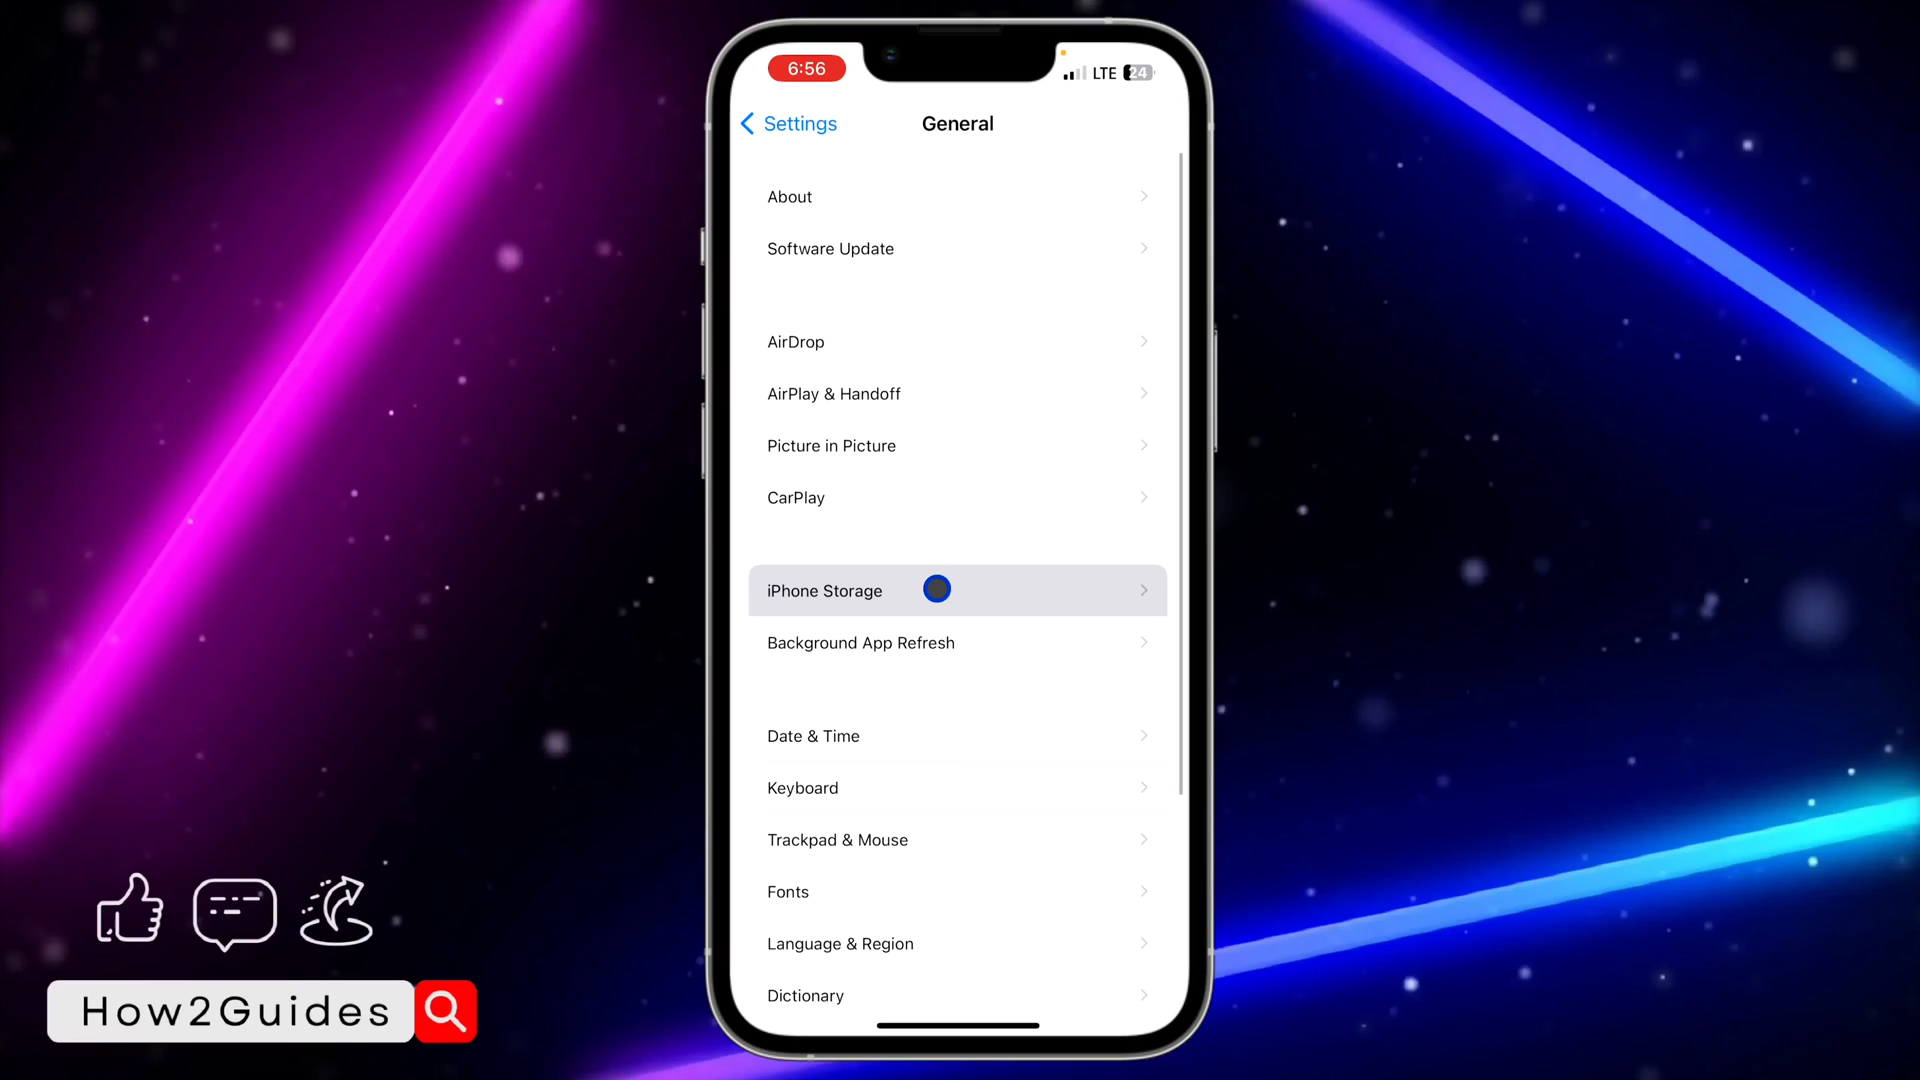 6:56
LTE 24
Settings
General
About
Software Update
AirDrop
AirPlay & Handoff
Picture in Picture
CarPlay
iPhone Storage
Background App Refresh
Date & Time
Keyboard
Trackpad & Mouse
Fonts
Language & Region
Dictionary
How2Guides